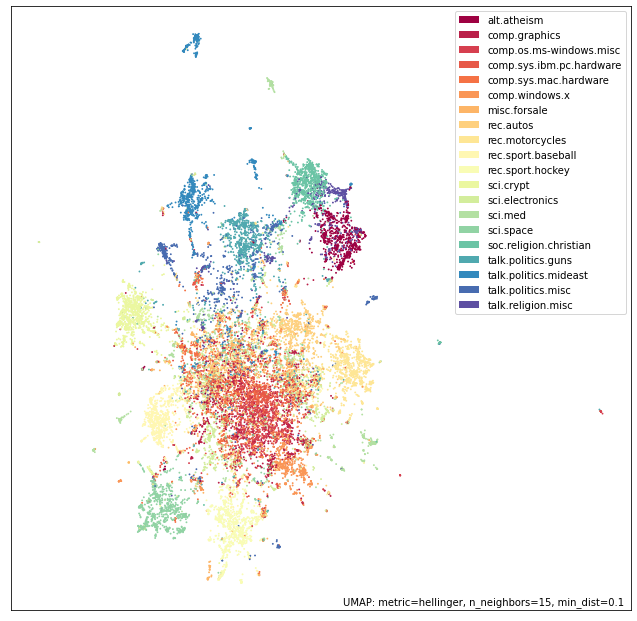 alt.atheism
comp.graphics
comp.os.ms-windows.misc
comp.sys.ibm.pc.hardware
comp.sys.mac.hardware
comp.windows.x
misc.forsale
rec.autos
rec.motorcycles
rec.sport.baseball
rec.sport.hockey
sci.crypt
sci.electronics
sci.med
sci.space
soc.religion.christian
talk.politics.guns
talk.politics.mideast
talk.politics.misc
talk.religion.misc
UMAP: metric=hellinger, n_neighbors=15, min_dist=0.1